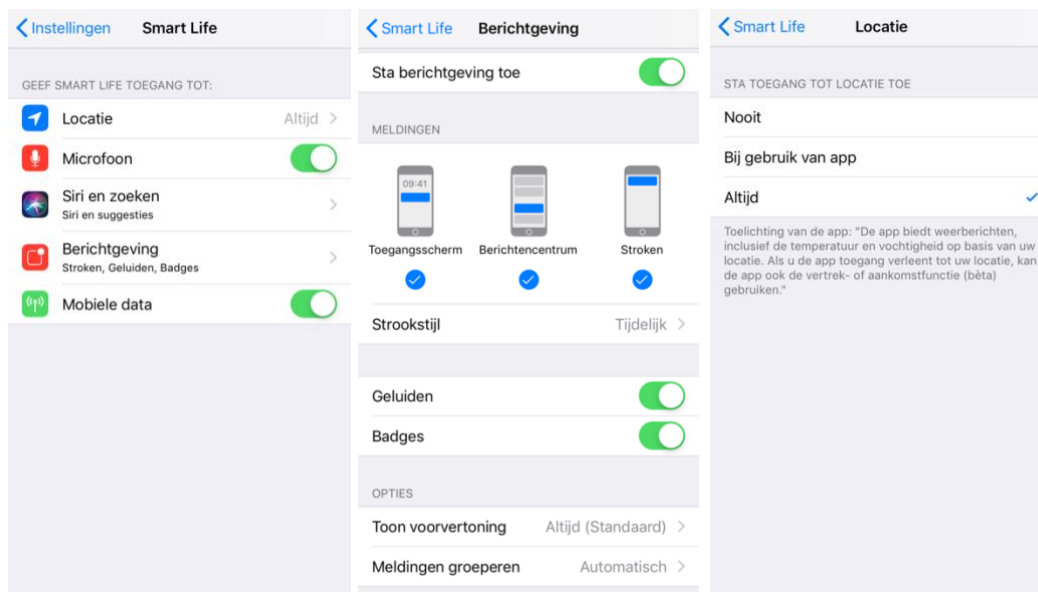 Instellingen
Smart Life
GEEF SMART LIFE TOEGANG TOT:
Locatie
Altijd
Microfoon
Siri en zoeken
Siri en suggesties
Berichtgeving
Stroken, Geluiden, Badges
Mobiele data
Smart Life
Berichtgeving
Sta berichtgeving toe
MELDINGEN
09:41
Toegangsscherm
Berichtencentrum
Stroken
Strookstijl
Tijdelijk
Geluiden
Badges
OPTIES
Toon voorvertoning
Altijd (Standaard)
Meldingen groeperen
Automatisch
Smart Life
Locatie
STA TOEGANG TOT LOCATIE TOE
Nooit
Bij gebruik van app
Altijd
Toelichting van de app: "De app biedt weerberichten,
inclusief de temperatuur en vochtigheid op basis van uw
locatie. Als u de app toegang verleent tot uw locatie, kan
de app ook de vertrek- of aankomstfunctie (bèta)
gebruiken."